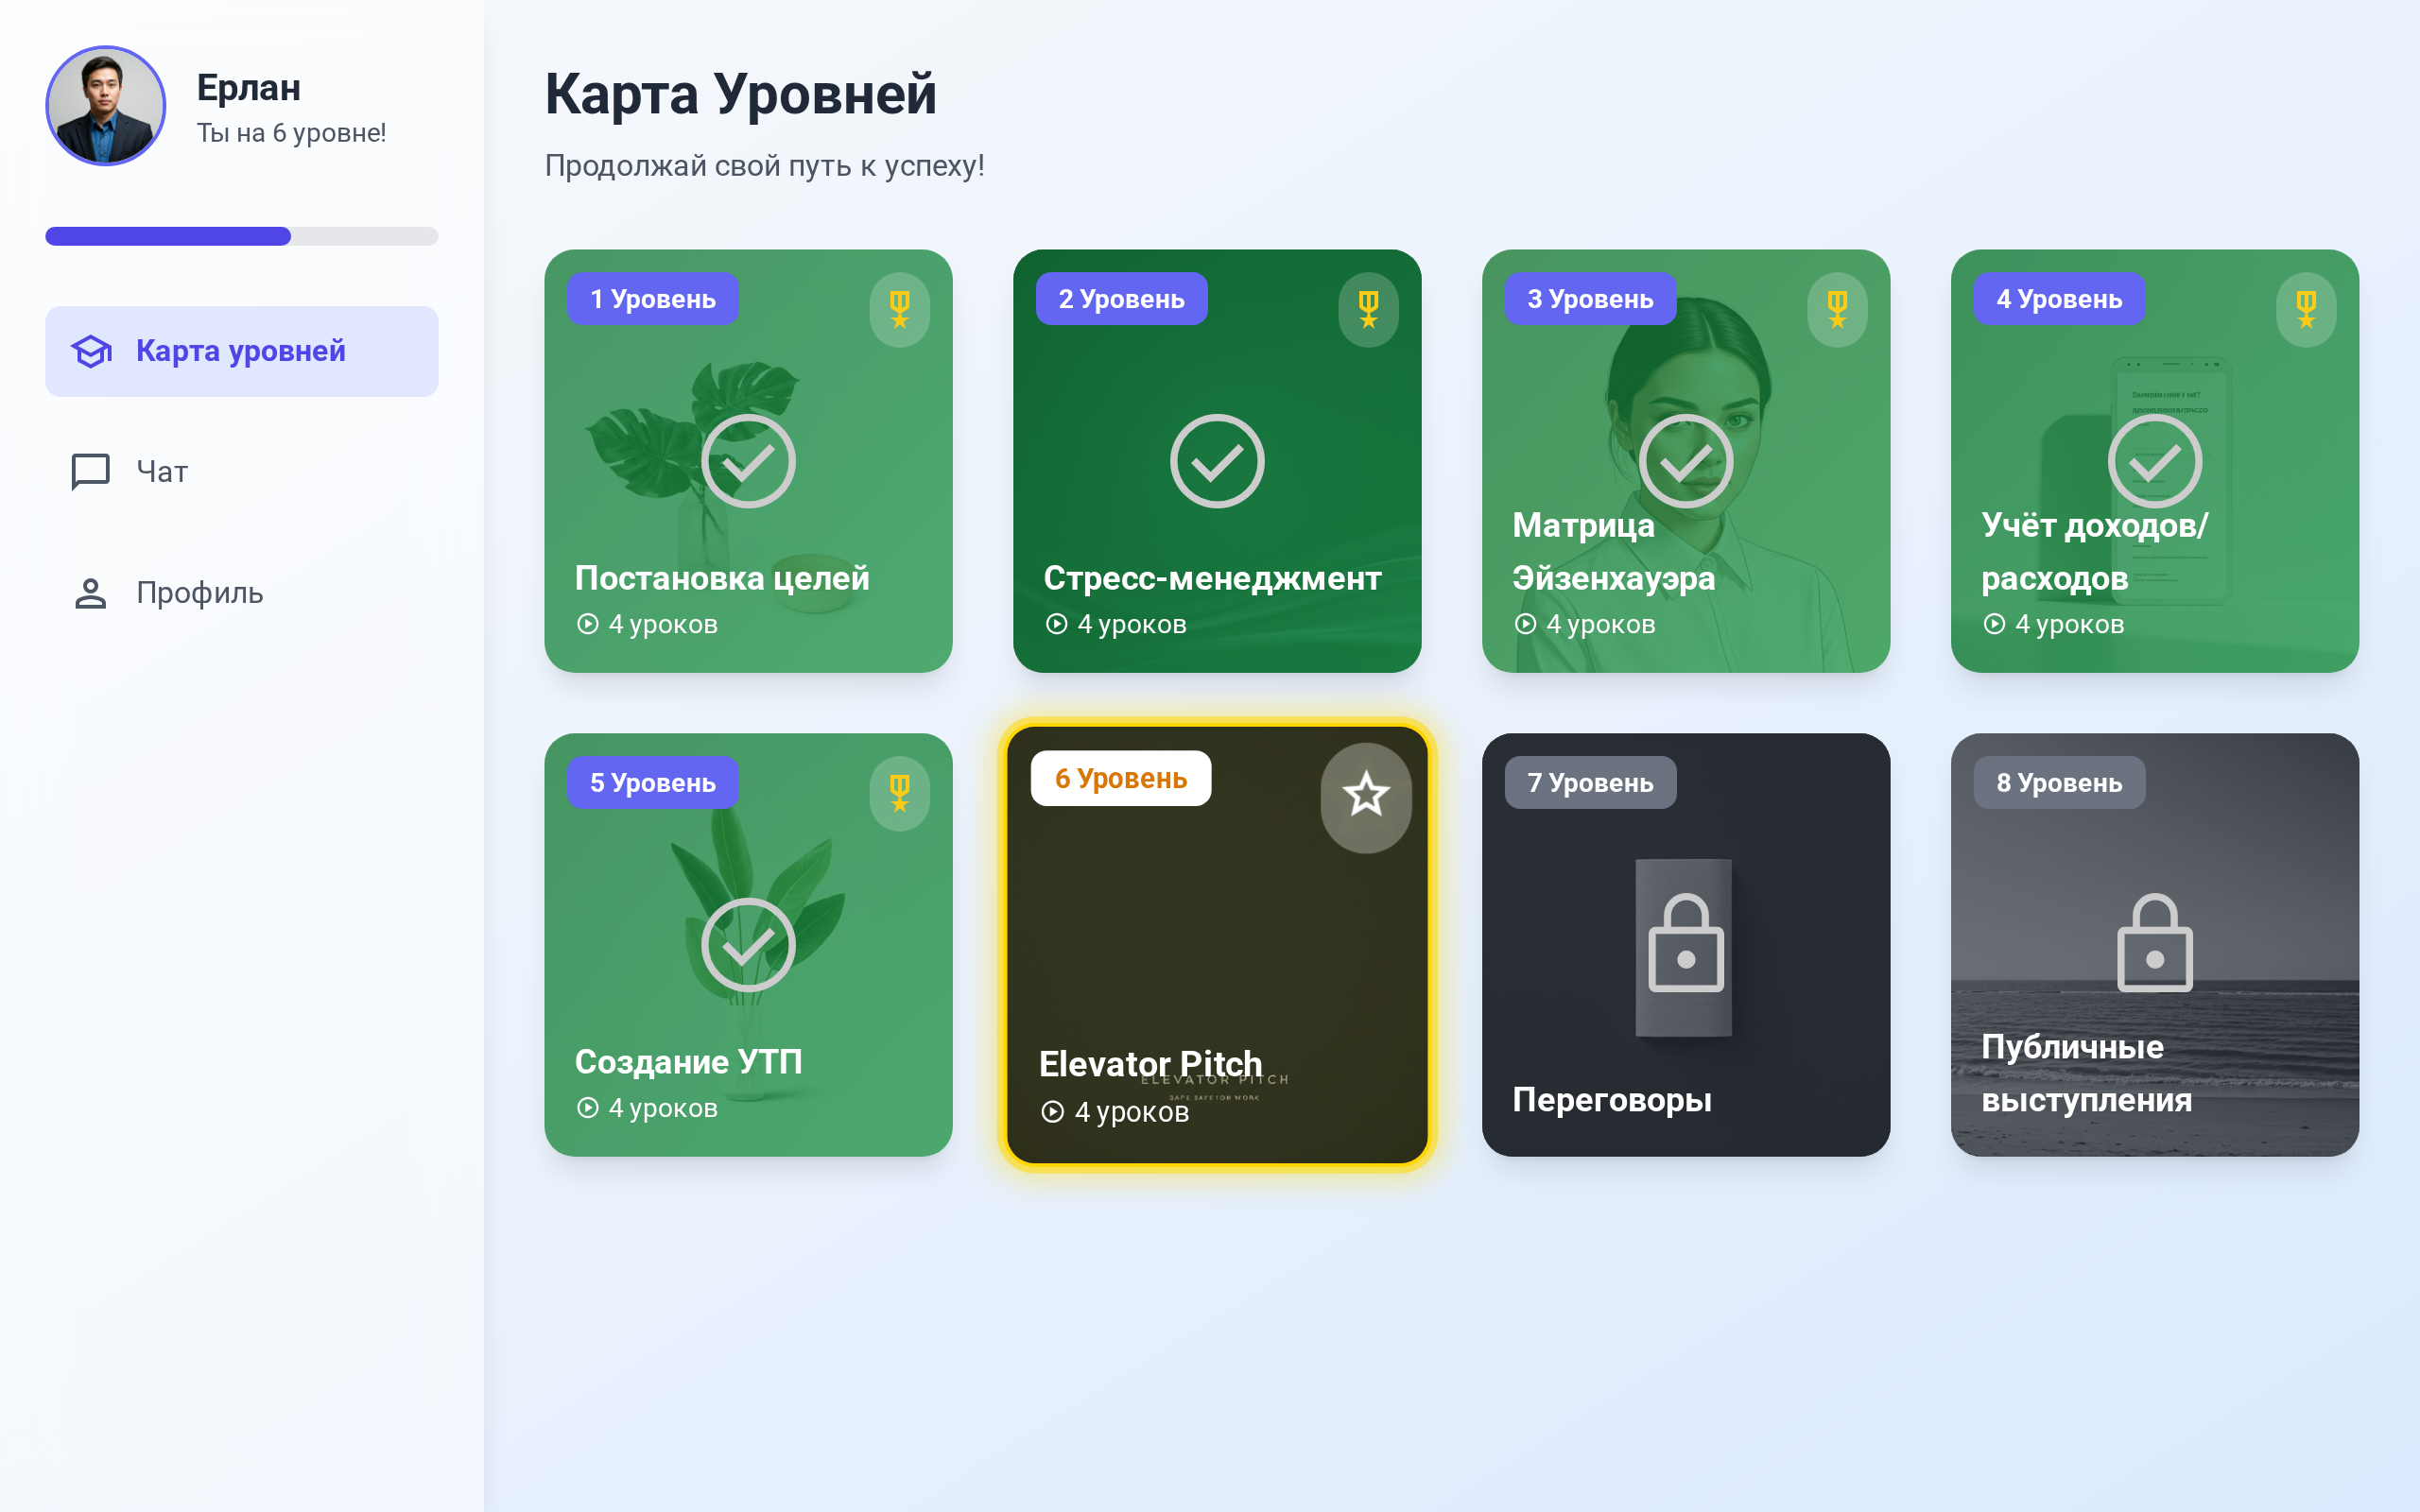 Ерлан
Ты на 6 уровне!
Карта уровней
Чат
Профиль
Карта Уровней
Продолжай свой путь к успеху!
1 Уровень
Постановка целей
4 уроков
2 Уровень
Стресс-менеджмент
4 уроков
3 Уровень
Матрица
Эйзенхауэра
4 уроков
4 Уровень
Учёт доходов/
расходов
4 уроков
5 Уровень
Создание УТП
4 уроков
6 Уровень
Elevator Pitch
ELEVATOR PITCH
4 уроков
7 Уровень
Переговоры
8 Уровень
Публичные
выступления